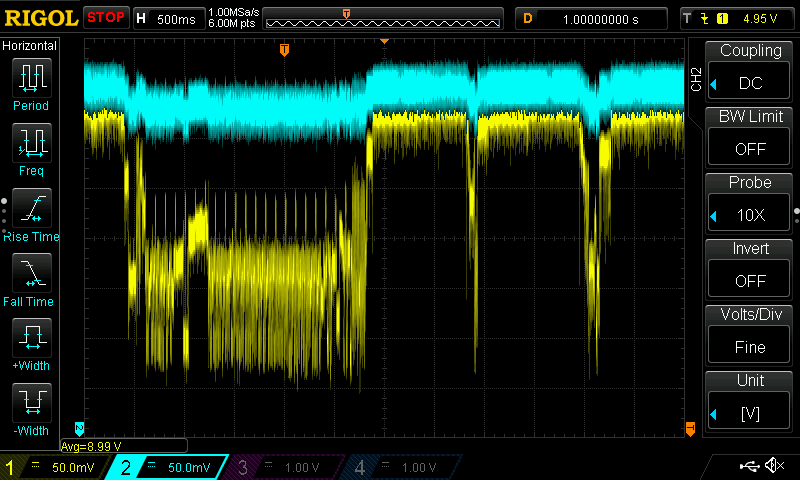 RIGOL STOP H 500ms 1.00MSa/s 6.00M pts T D 1.00000000 s T 1 4.95 V
Horizontal
Period
Freq
Rise Time
Fall Time
+Width
-Width
T
2
T
Avg=8.99 V
CH2
Coupling
DC
BW Limit
OFF
Probe
10X
Invert
OFF
Volts/Div
Fine
Unit
[V]
1 50.0mV 2 50.0mV 3 1.00 V 4 1.00 V